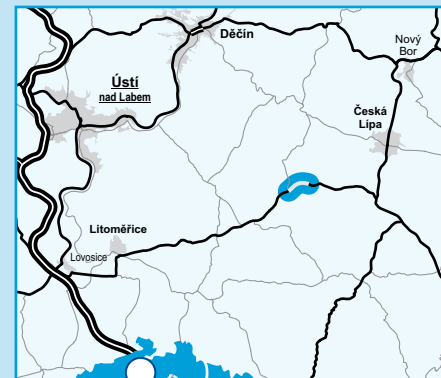 Děčín
Nový
Bor
Ústí
nad Labem
Česká
Lípa
Litoměřice
Lovosice